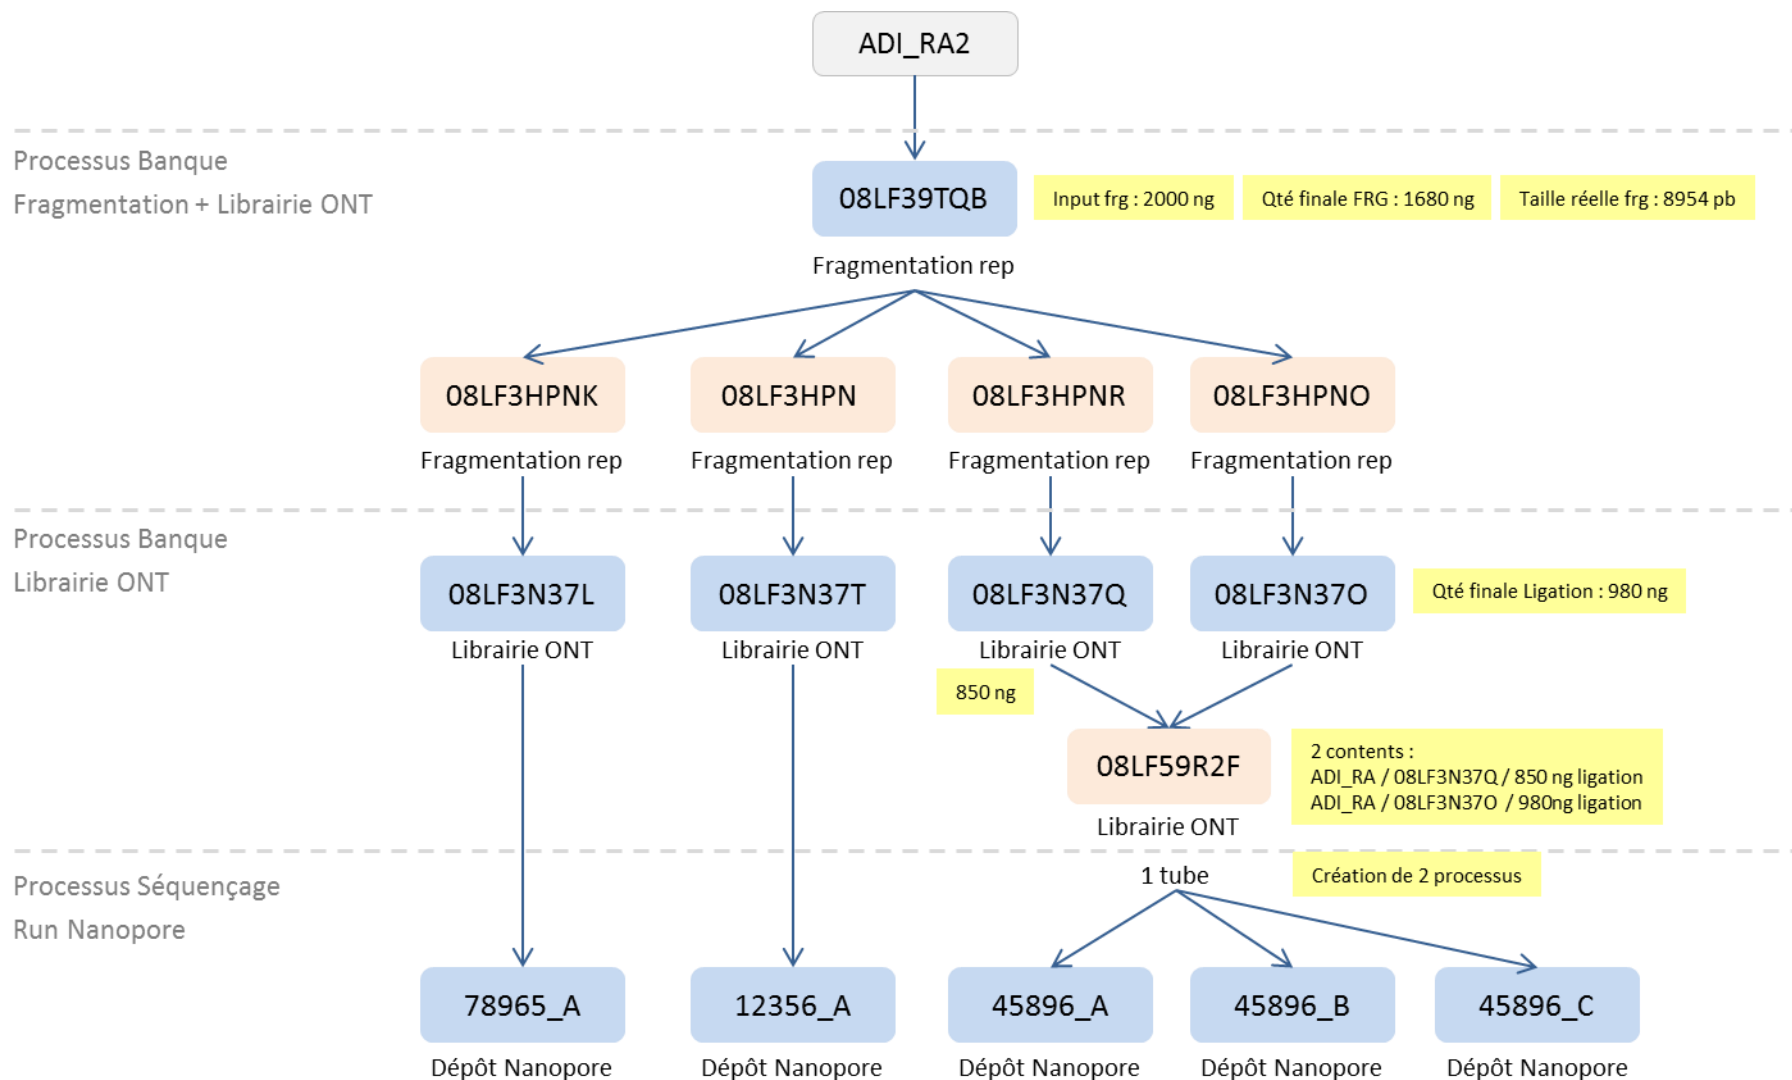 ADI_RA2
Processus Banque
Fragmentation + Librairie ONT
08LF39TQB
Input frg : 2000 ng
Qté finale FRG : 1680 ng
Taille réelle frg : 8954 pb
Fragmentation rep
08LF3HPNK
08LF3HPN
08LF3HPNR
08LF3HPNO
Fragmentation rep
Fragmentation rep
Fragmentation rep
Fragmentation rep
Processus Banque
Librairie ONT
08LF3N37L
08LF3N37T
08LF3N37Q
08LF3N37O
Qté finale Ligation : 980 ng
Librairie ONT
Librairie ONT
Librairie ONT
Librairie ONT
850 ng
08LF59R2F
2 contents :
ADI_RA / 08LF3N37Q / 850 ng ligation
ADI_RA / 08LF3N37O / 980ng ligation
Librairie ONT
Processus Séquençage
Run Nanopore
1 tube
Création de 2 processus
78965_A
12356_A
45896_A
45896_B
45896_C
Dépôt Nanopore
Dépôt Nanopore
Dépôt Nanopore
Dépôt Nanopore
Dépôt Nanopore